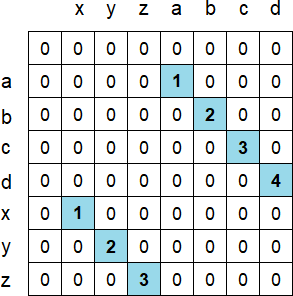 x y z a b c d
0 0 0 0 0 0 0 0
a 0 0 0 0 1 0 0 0
b 0 0 0 0 0 2 0 0
c 0 0 0 0 0 0 3 0
d 0 0 0 0 0 0 0 4
x 0 1 0 0 0 0 0 0
y 0 0 2 0 0 0 0 0
z 0 0 0 3 0 0 0 0